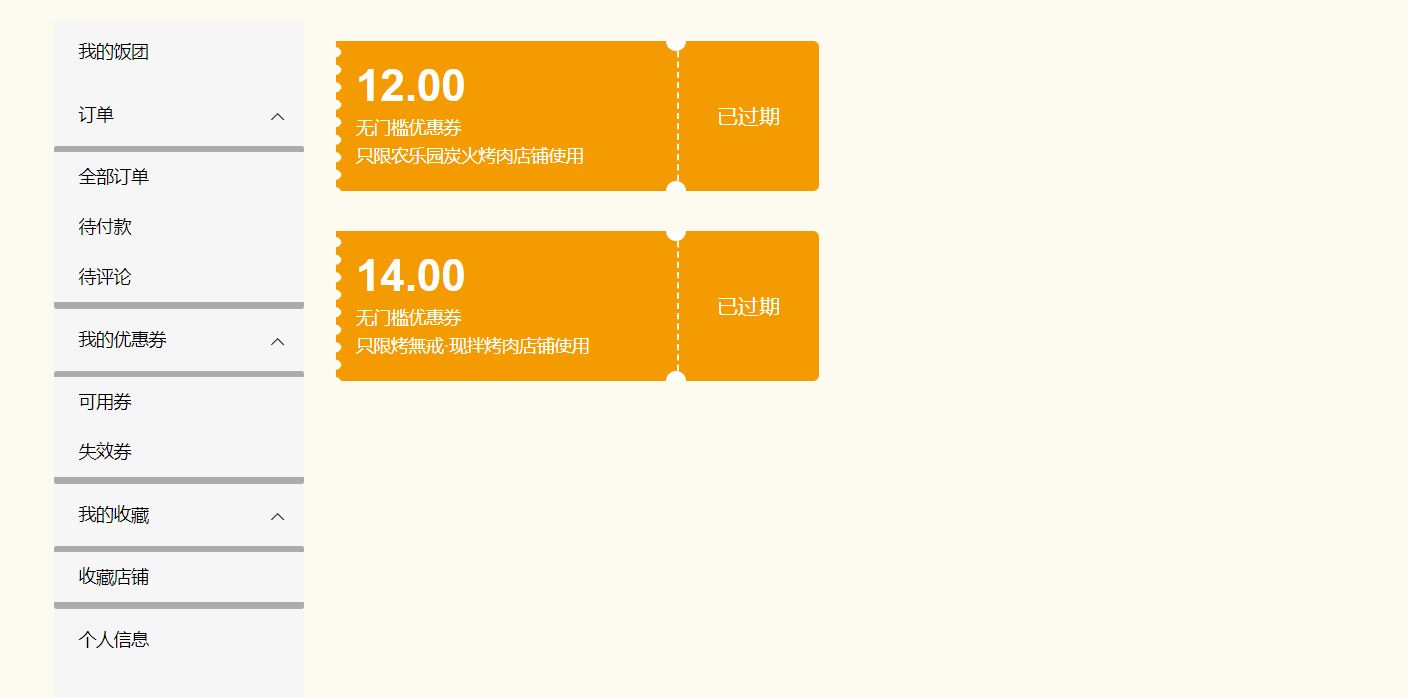 我的饭团
订单
全部订单
待付款
待评论
我的优惠券
可用券
失效券
我的收藏
收藏店铺
个人信息
12.00
无门槛优惠券
只限农乐园炭火烤肉店铺使用
已过期
14.00
无门槛优惠券
只限烤無戒·现拌烤肉店铺使用
已过期